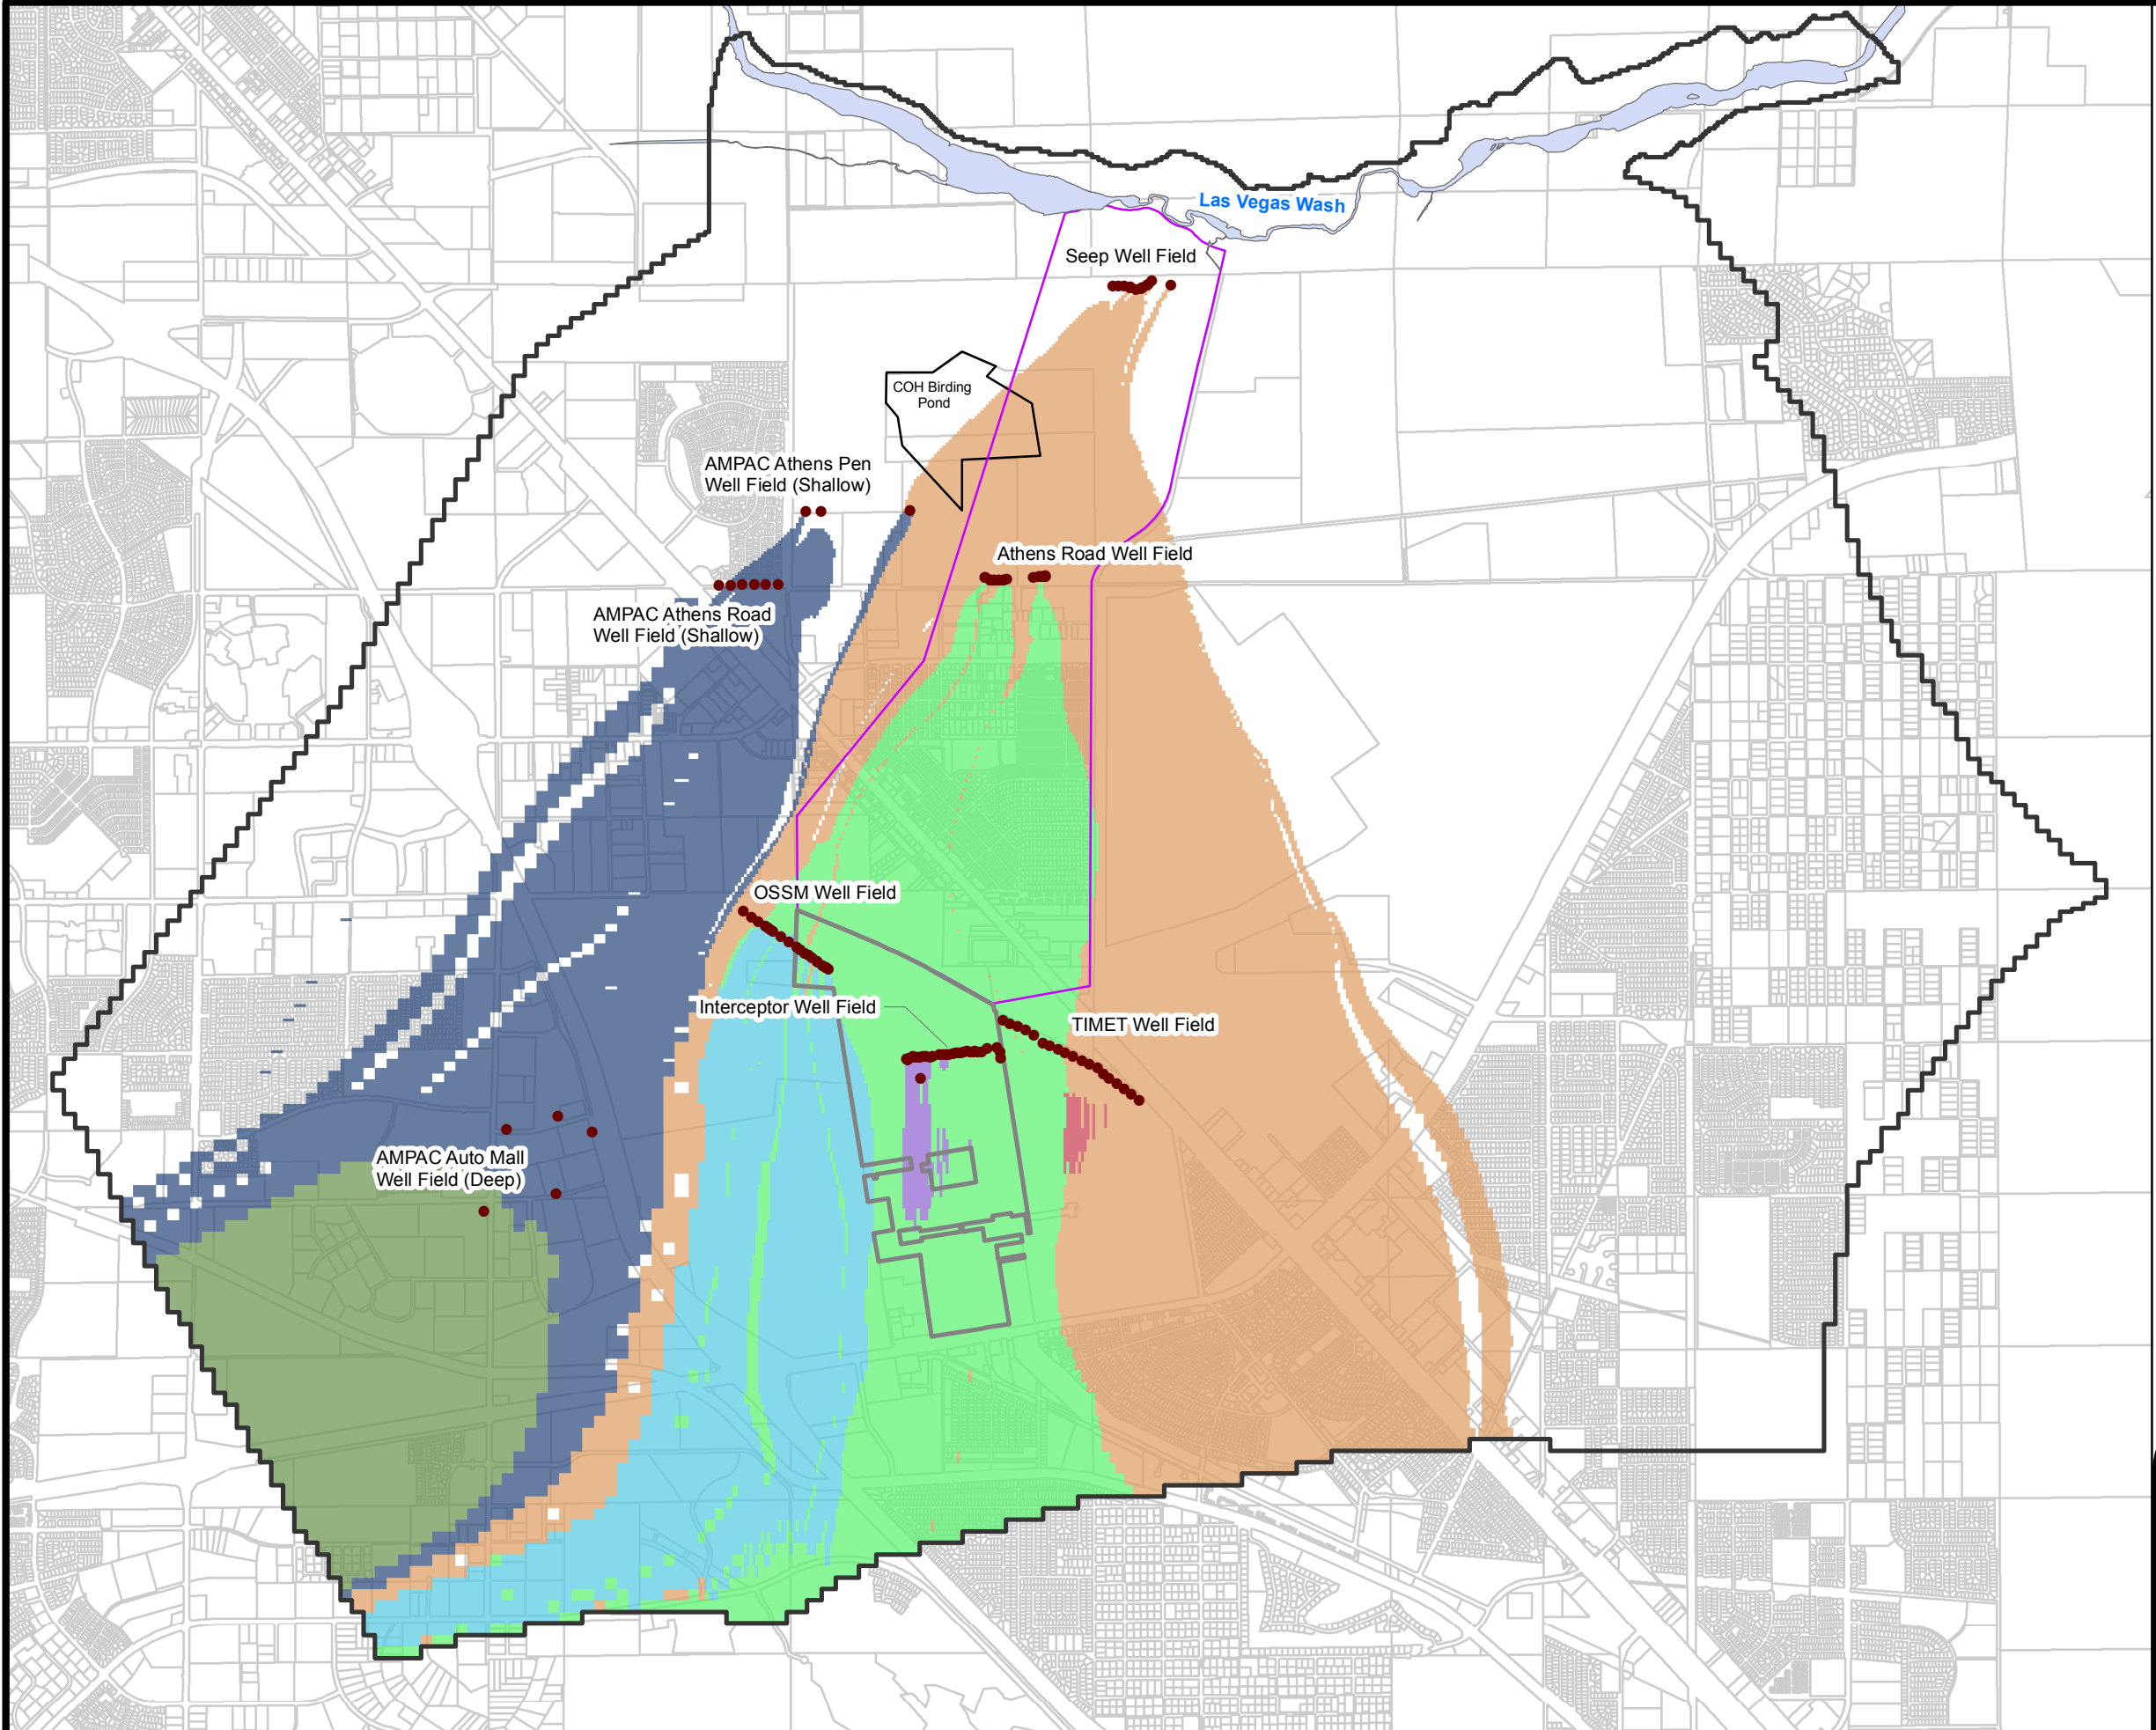 Las Vegas Wash
Seep Well Field
COH Birding
Pond
AMPAC Athens Pen
Well Field (Shallow)
Athens Road Well Field
AMPAC Athens Road
Well Field (Shallow)
OSSM Well Field
Interceptor Well Field
TIMET Well Field
AMPAC Auto Mall
Well Field (Deep)